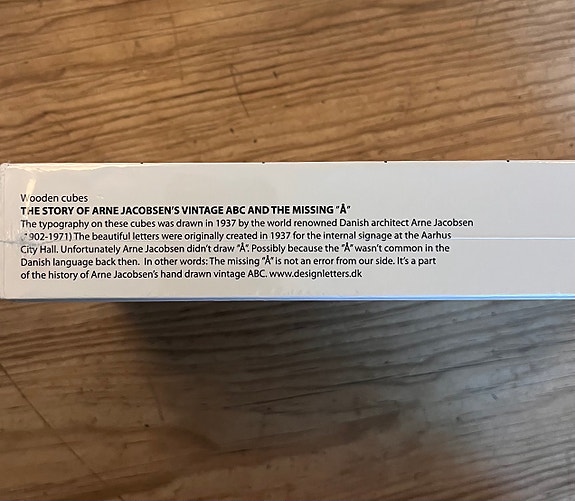 Wooden cubes
THE STORY OF ARNE JACOBSEN'S VINTAGE ABC AND THE MISSING "Å"
The typography on these cubes was drawn in 1937 by the world renowned Danish architect Arne Jacobsen
(1902-1971) The beautiful letters were originally created in 1937 for the internal signage at the Aarhus
City Hall. Unfortunately Arne Jacobsen didn't draw "Å". Possibly because the "Å" wasn't common in the
Danish language back then. In other words: The missing "Å" is not an error from our side. It's a part
of the history of Arne Jacobsen's hand drawn vintage ABC. www.designletters.dk